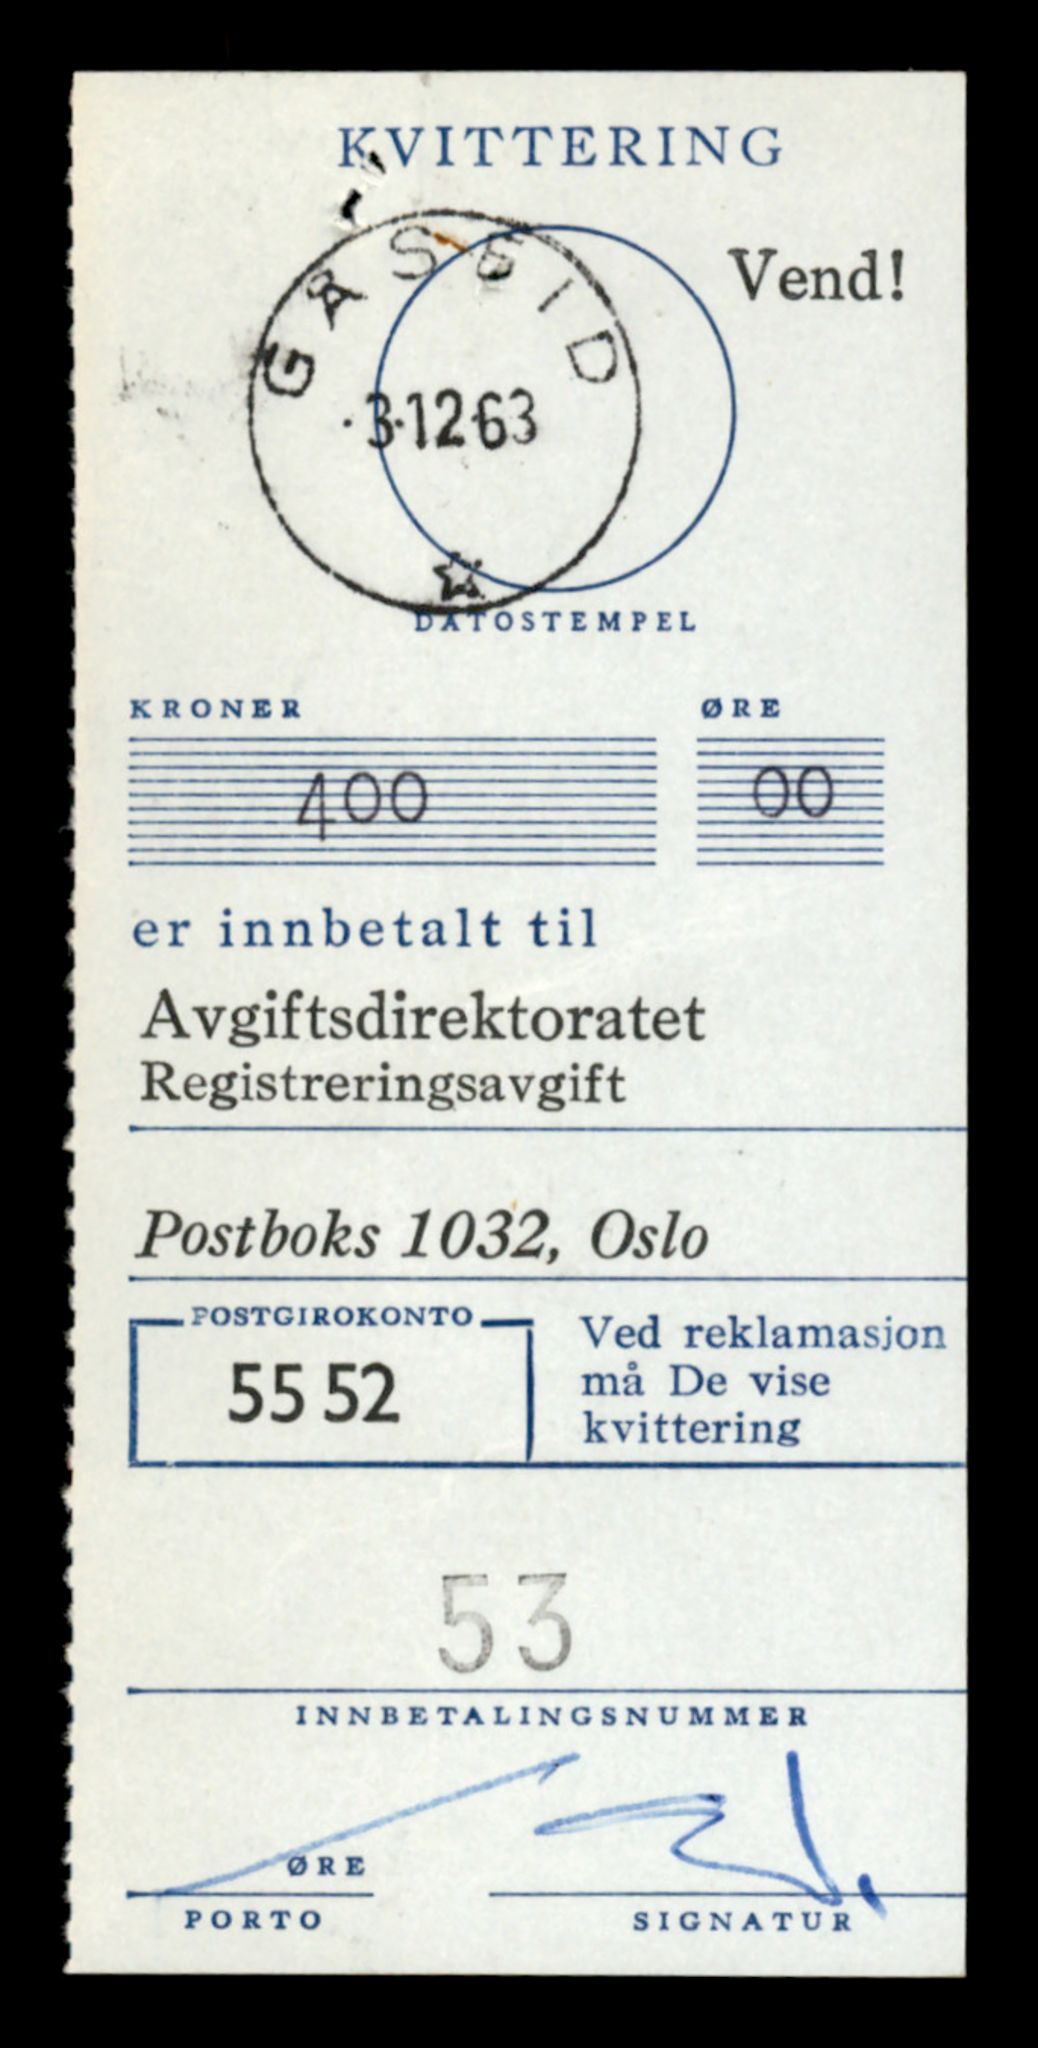 KVITTERING
Vend!
GÅSEID
3.12.63
DATOSTEMPEL
KRONER ØRE
400 00
er innbetalt til
Avgiftsdirektoratet
Registreringsavgift
Postboks 1032, Oslo
POSTGIROKONTO
55 52
Ved reklamasjon
må De vise
kvittering
53
INNBETALINGSNUMMER
ØRE
PORTO SIGNATUR